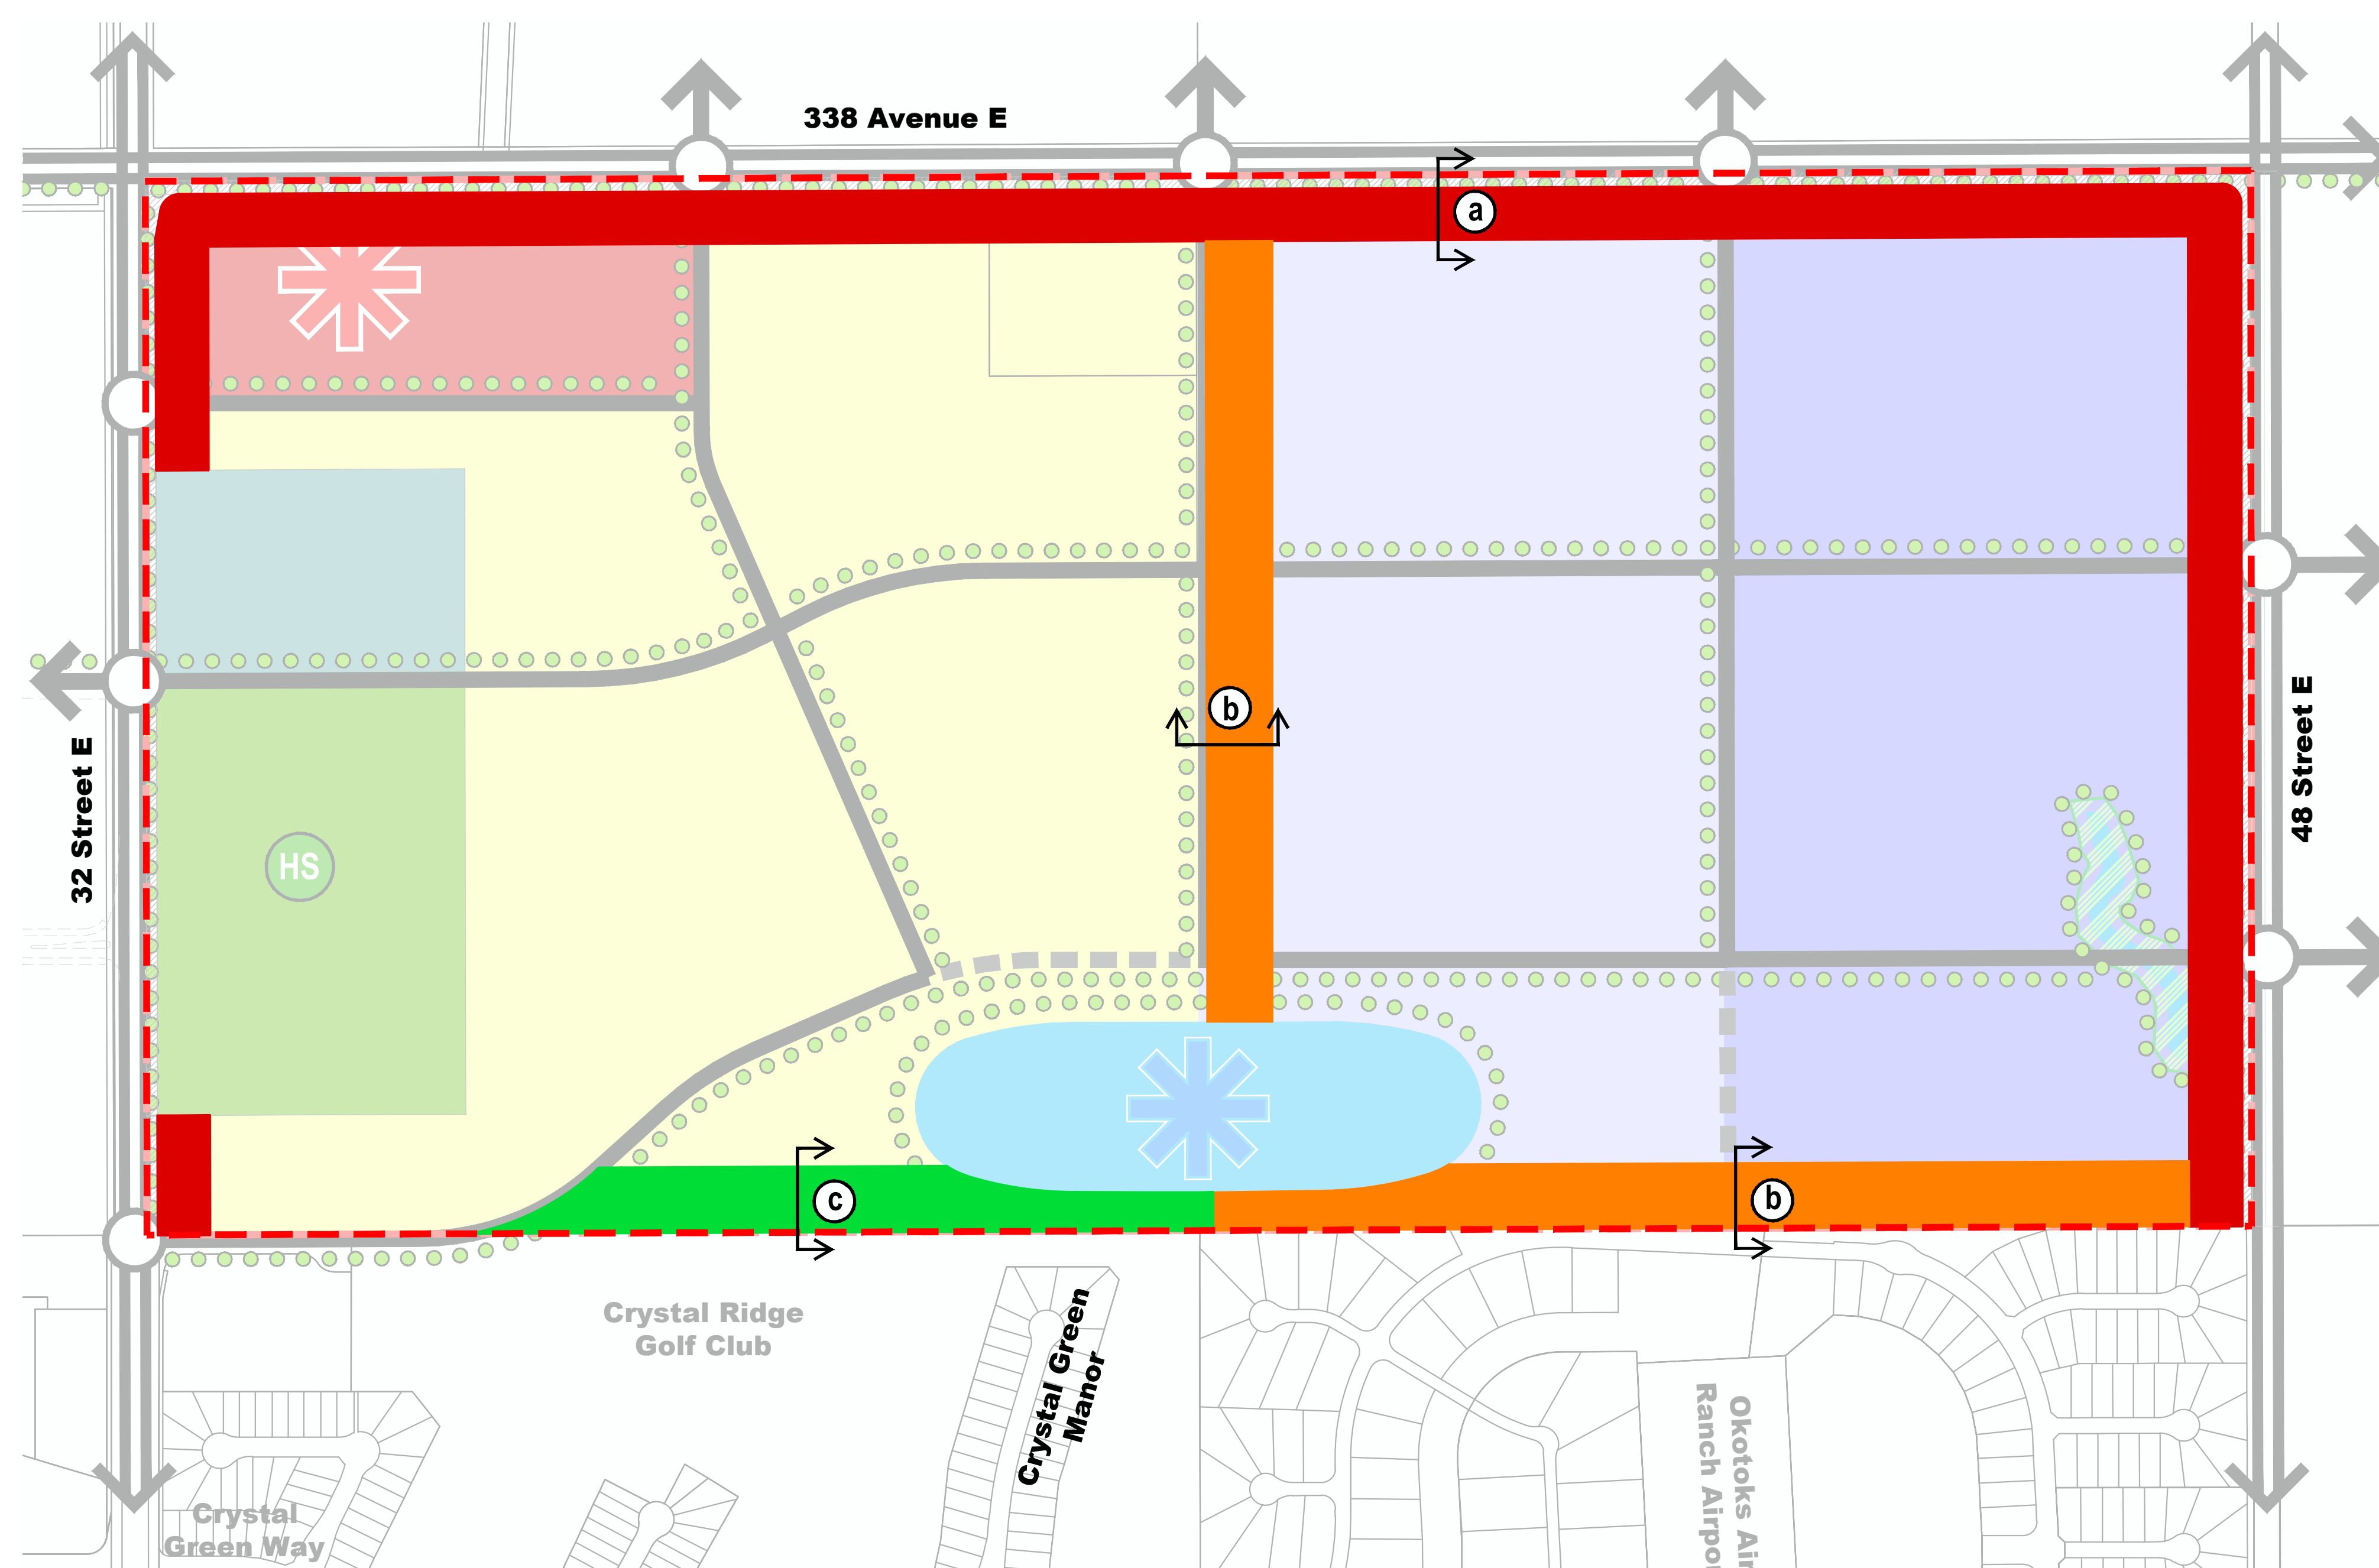 338 Avenue E
a
b
32 Street E
48 Street E
HS
c
b
Crystal Ridge
Golf Club
Crystal Green
Manor
Okotoks Air
Ranch Airpor
Crystal
Green Way